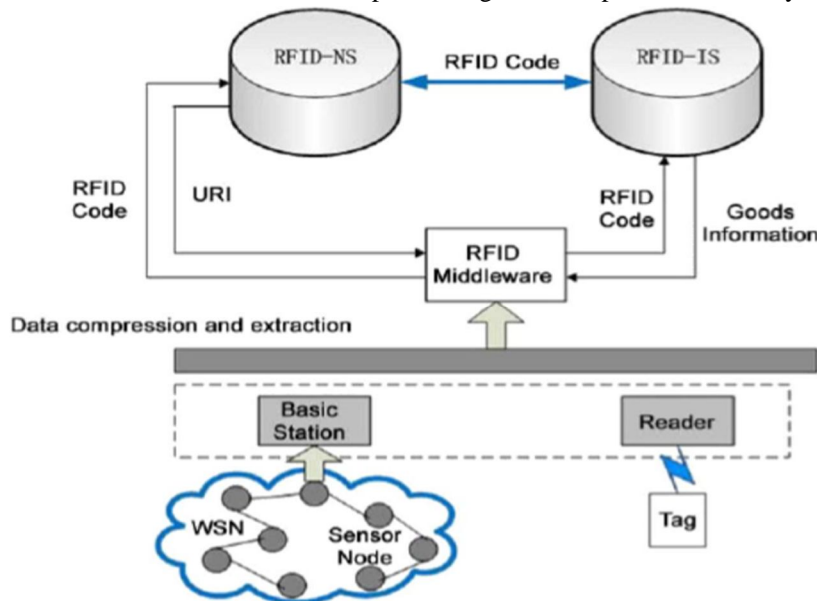 RFID-NS
RFID Code
RFID-IS
RFID
Code
URI
RFID
Code
Goods
Information
RFID
Middleware
Data compression and extraction
Basic
Station
Reader
WSN
Sensor
Node
Tag